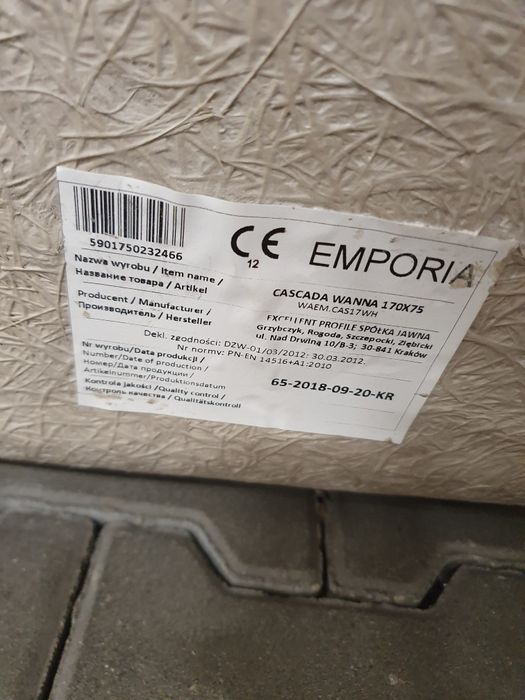 5901750232466
CE
12
EMPORIA
Nazwa wyrobu / Item name /
Название товара / Artikel
CASCADA WANNA 170X75
WAEM.CAS17WH
Producent / Manufacturer /
Производитель / Hersteller
EXCELLENT PROFILE SPÓŁKA JAWNA
Grzybczyk, Rogoda, Szczepocki, Ziębicki
ul. Nad Drwiną 10/B-3; 30-841 Kraków
Dekl. zgodności: DZW-01/03/2012: 30.03.2012.
Nr normy: PN-EN 14516+A1:2010
Nr wyrobu/Data produkcji /
Number/Date of production /
Номер/Дата продукции /
Artikelnummer/Produktionsdatum
65-2018-09-20-KR
Kontrola jakości /Quality control /
Контроль качества / Qualitätskontroll